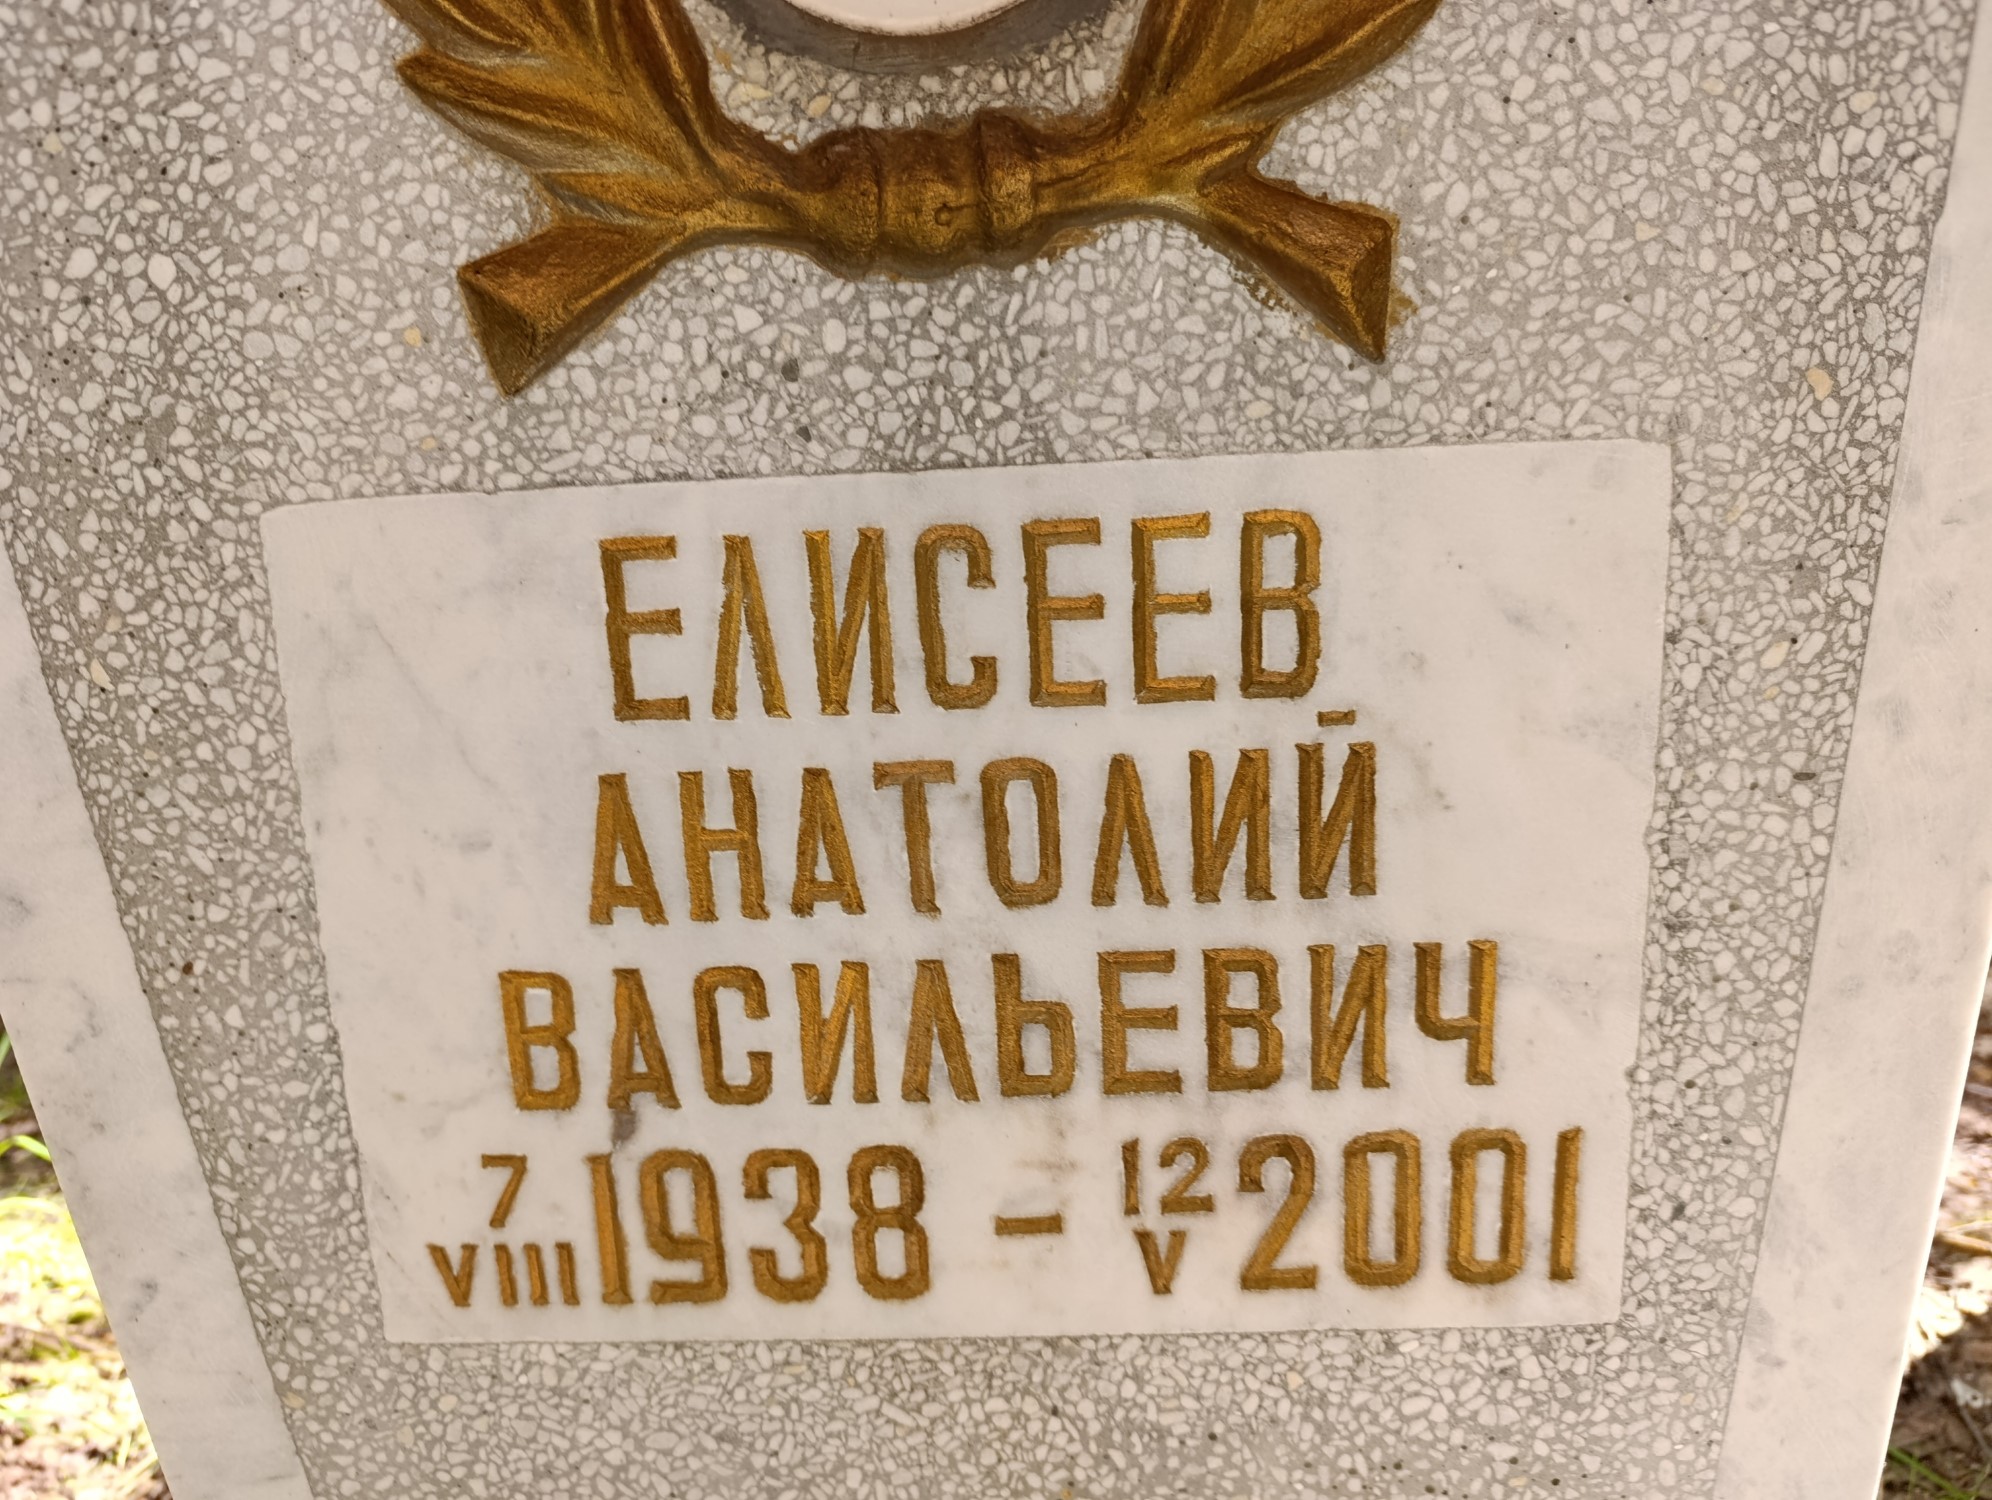 ЕЛИСЕЕВ
АНАТОЛИЙ
ВАСИЛЬЕВИЧ
7/VIII 1938 – 12/V 2001